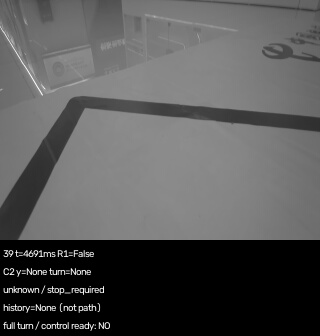 39 t=4691ms R1=False
C2 y=None turn=None
unknown / stop_required
history=None (not path)
full turn / control ready: NO